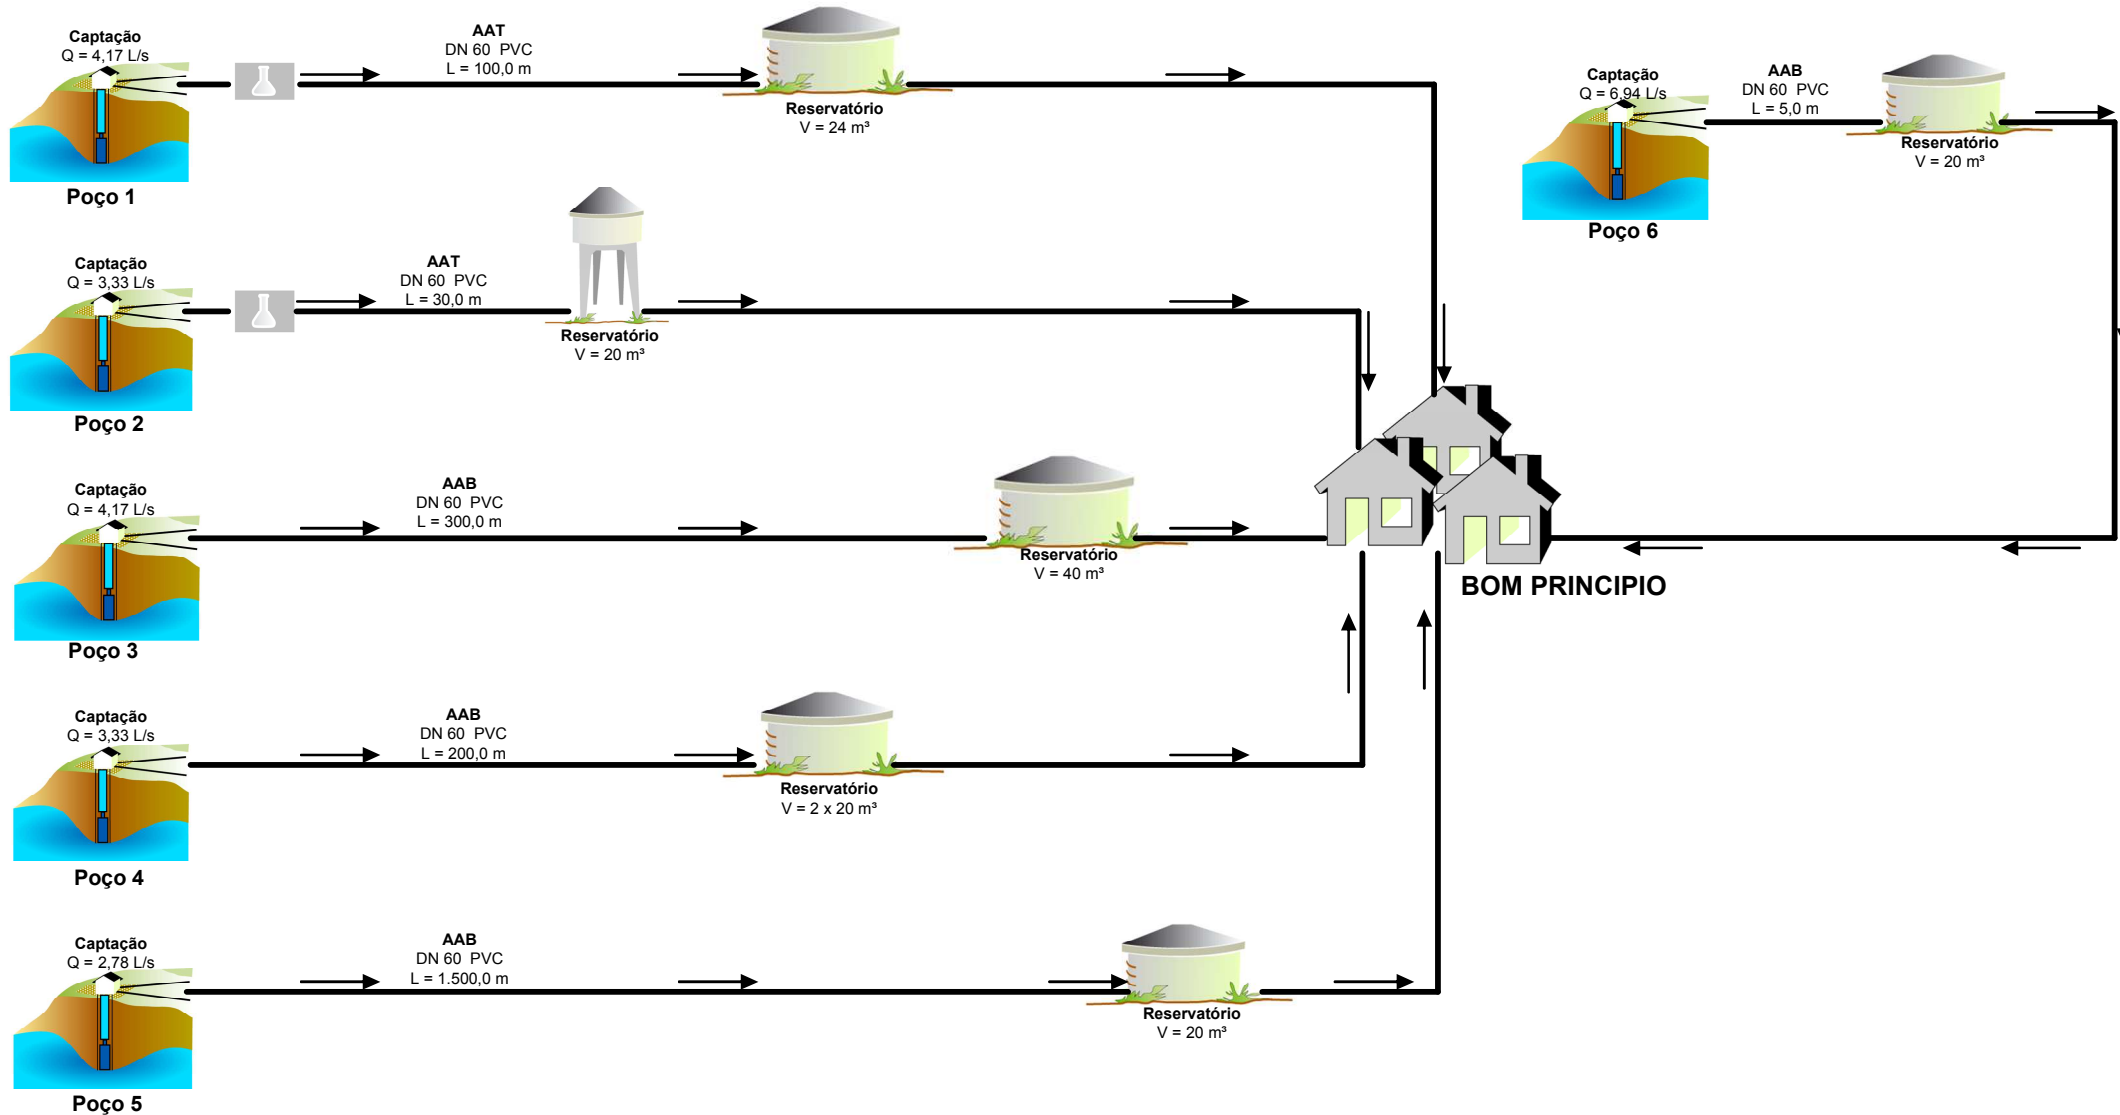 Captação
Q = 4,17 L/s
AAT
DN 60  PVC
L = 100,0 m
Reservatório
V = 24 m³
Poço 1
Captação
Q = 6,94 L/s
AAB
DN 60  PVC
L = 5,0 m
Reservatório
V = 20 m³
Poço 6
Captação
Q = 3,33 L/s
AAT
DN 60  PVC
L = 30,0 m
Reservatório
V = 20 m³
Poço 2
Captação
Q = 4,17 L/s
AAB
DN 60  PVC
L = 300,0 m
Reservatório
V = 40 m³
BOM PRINCIPIO
Poço 3
Captação
Q = 3,33 L/s
AAB
DN 60  PVC
L = 200,0 m
Reservatório
V = 2 x 20 m³
Poço 4
Captação
Q = 2,78 L/s
AAB
DN 60  PVC
L = 1.500,0 m
Reservatório
V = 20 m³
Poço 5